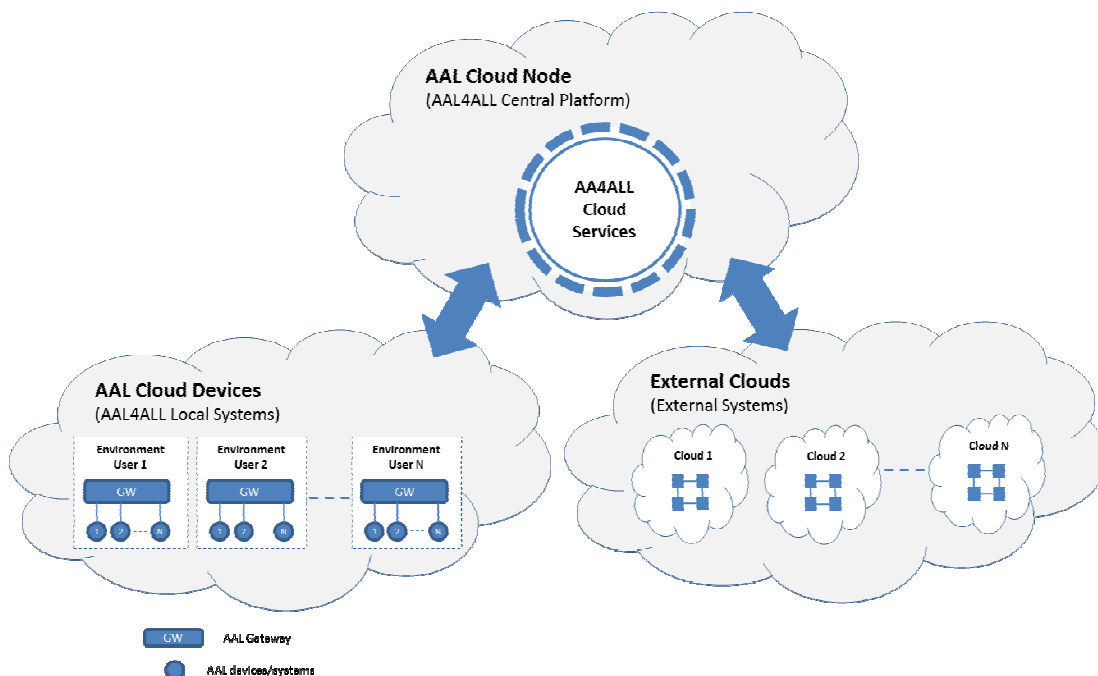 AAL Cloud Node
(AAL4ALL Central Platform)
AA4ALL
Cloud
Services
AAL Cloud Devices
(AAL4ALL Local Systems)
Environment
User 1
GW
1 2 N
Environment
User 2
GW
1 2 N
Environment
User N
GW
1 2 N
External Clouds
(External Systems)
Cloud 1
Cloud 2
Cloud N
GW AAL Gateway
AAL devices/systems